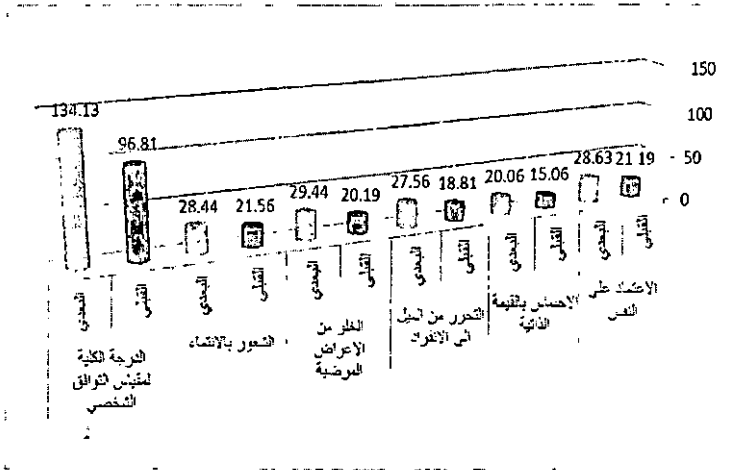 150
100
50
0
134.13
96.81
28.44
21.56
29.44
20.19
27.56
18.81
20.06
15.06
28.63
21 19
القبلي
البعدي
القبلي
البعدي
القبلي
البعدي
القبلي
البعدي
القبلي
البعدي
القبلي
البعدي
الاعتماد على
النفس
الإحساس بالقيمة
الذاتية
التحرر من الميل
الى الانفراد
الخلو من
الاعراض
المرضية
الشعور بالانتماء
الدرجة الكلية
لمقياس التوافق
الشخصي